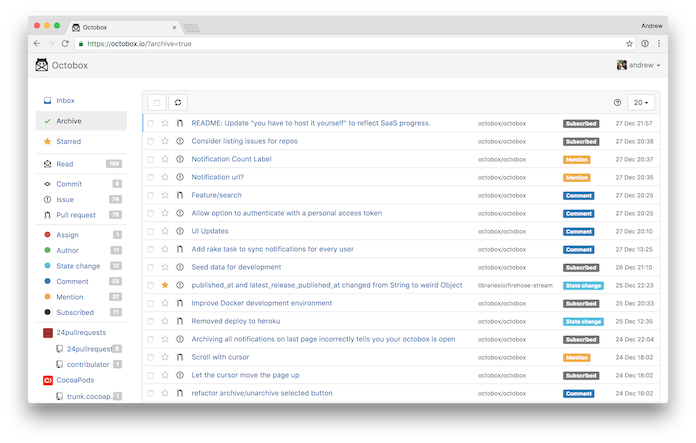 Octobox
Andrew
https://octobox.io/?archive=true
Octobox
andrew
Inbox
Archive
Starred
Read
Commit 6
Issue 74
Pull request 75
Assign 1
Author 11
State change 12
Comment 23
Mention 37
Subscribed 71
24pullrequests
24pullrequest
contribulator
CocoaPods
trunk.cocoap...
20
README: Update "you have to host it yourself" to reflect SaaS progress. octobox/octobox Subscribed 27 Dec 21:57
Consider listing issues for repos octobox/octobox Subscribed 27 Dec 20:38
Notification Count Label octobox/octobox Mention 27 Dec 20:37
Notification url? octobox/octobox Mention 27 Dec 20:35
Feature/search octobox/octobox Comment 27 Dec 20:25
Allow option to authenticate with a personal access token octobox/octobox Comment 27 Dec 20:25
UI Updates octobox/octobox Comment 27 Dec 20:10
Add rake task to sync notifications for every user octobox/octobox Comment 27 Dec 13:25
Seed data for development octobox/octobox Subscribed 26 Dec 21:10
published_at and latest_release_published_at changed from String to weird Object librariesio/firehose-stream State change 25 Dec 22:23
Improve Docker development environment octobox/octobox Subscribed 25 Dec 20:33
Removed deploy to heroku octobox/octobox State change 25 Dec 12:35
Archiving all notifications on last page incorrectly tells you your octobox is open octobox/octobox Subscribed 24 Dec 22:04
Scroll with cursor octobox/octobox Mention 24 Dec 18:02
Let the cursor move the page up octobox/octobox Subscribed 24 Dec 18:02
refactor archive/unarchive selected button octobox/octobox Comment 24 Dec 18:02